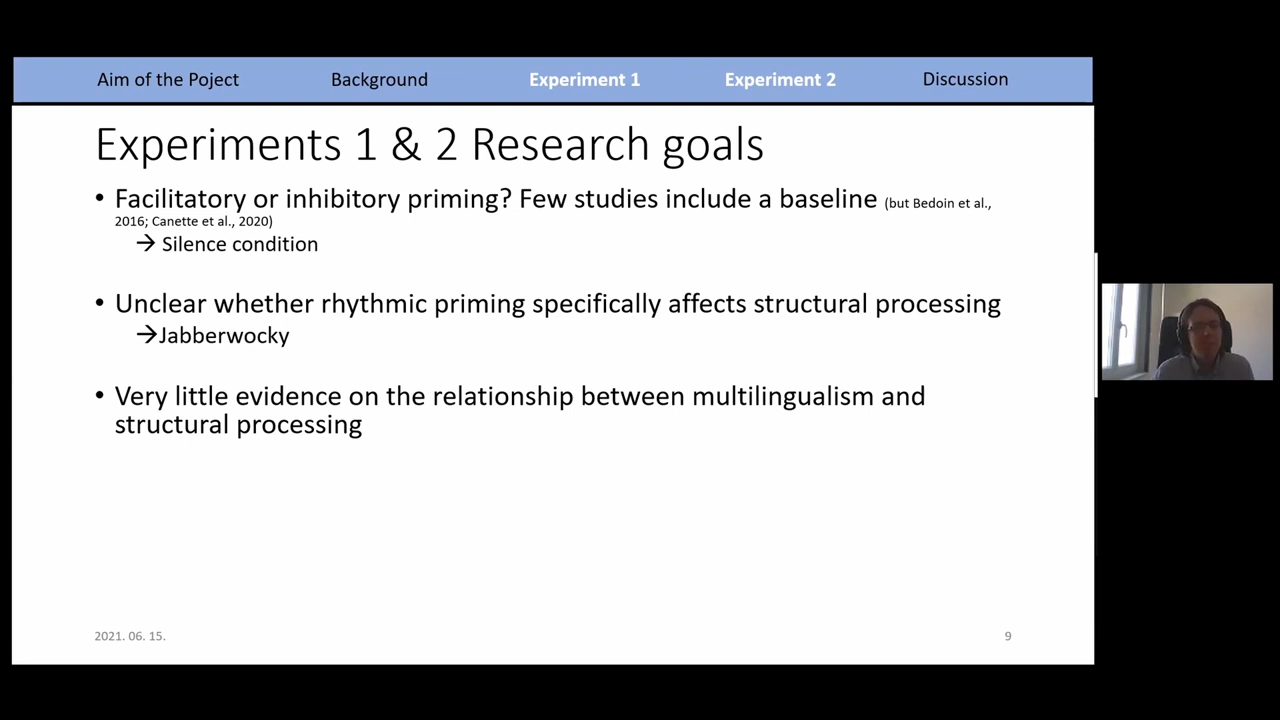 Aim of the Poject Background Experiment 1 Experiment 2 Discussion
Experiments 1 & 2 Research goals
• Facilitatory or inhibitory priming? Few studies include a baseline (but Bedoin et al.,
2016; Canette et al., 2020)
→ Silence condition
• Unclear whether rhythmic priming specifically affects structural processing
→Jabberwocky
• Very little evidence on the relationship between multilingualism and
structural processing
2021. 06. 15. 9